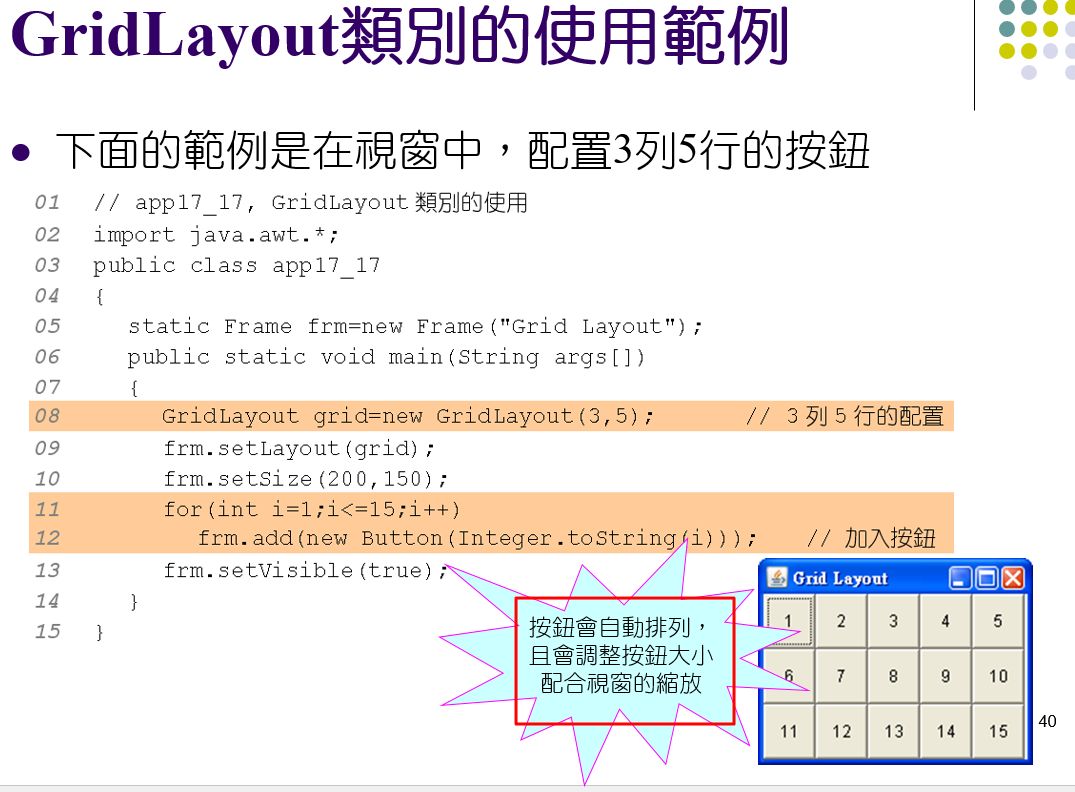 GridLayout類別的使用範例
下面的範例是在視窗中，配置3列5行的按鈕
01 // app17_17, GridLayout 類別的使用
02 import java.awt.*;
03 public class app17_17
04 {
05 static Frame frm=new Frame("Grid Layout");
06 public static void main(String args[])
07 {
08 GridLayout grid=new GridLayout(3,5); // 3 列 5 行的配置
09 frm.setLayout(grid);
10 frm.setSize(200,150);
11 for(int i=1;i<=15;i++)
12 frm.add(new Button(Integer.toString(i))); // 加入按鈕
13 frm.setVisible(true);
14 }
15 }
按鈕會自動排列，
且會調整按鈕大小
配合視窗的縮放
Grid Layout
1 2 3 4 5
6 7 8 9 10
11 12 13 14 15
40